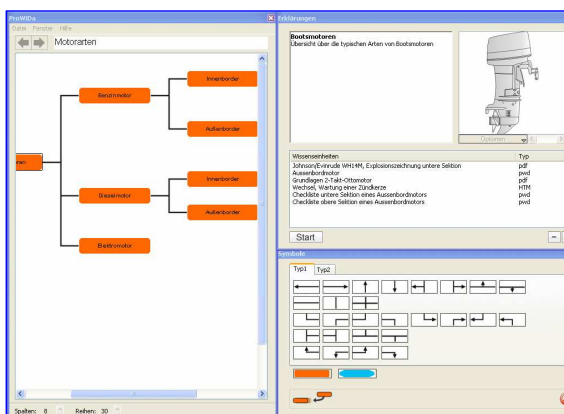 ProWiDa
Datei Fenster Hilfe
Motorarten
Innenborder
Benzinmotor
Außenborder
oren
Innenborder
Dieselmotor
Außenborder
Elektromotor
Spalten: 8 Reihen: 30
Erklärungen
Bootsmotoren
Übersicht über die typischen Arten von Bootsmotoren
Optionen
Wissenseinheiten Typ
Johnson/Evinrude WH14M, Explosionszeichnung untere Sektion pdf
Aussenbordmotor pwd
Grundlagen 2-Takt-Ottomotor pdf
Wechsel, Wartung einer Zündkerze HTM
Checkliste untere Sektion eines Aussenbordmotors pwd
Checkliste obere Sektion eines Aussenbordmotors pwd
Start
Symbole
Typ1 Typ2